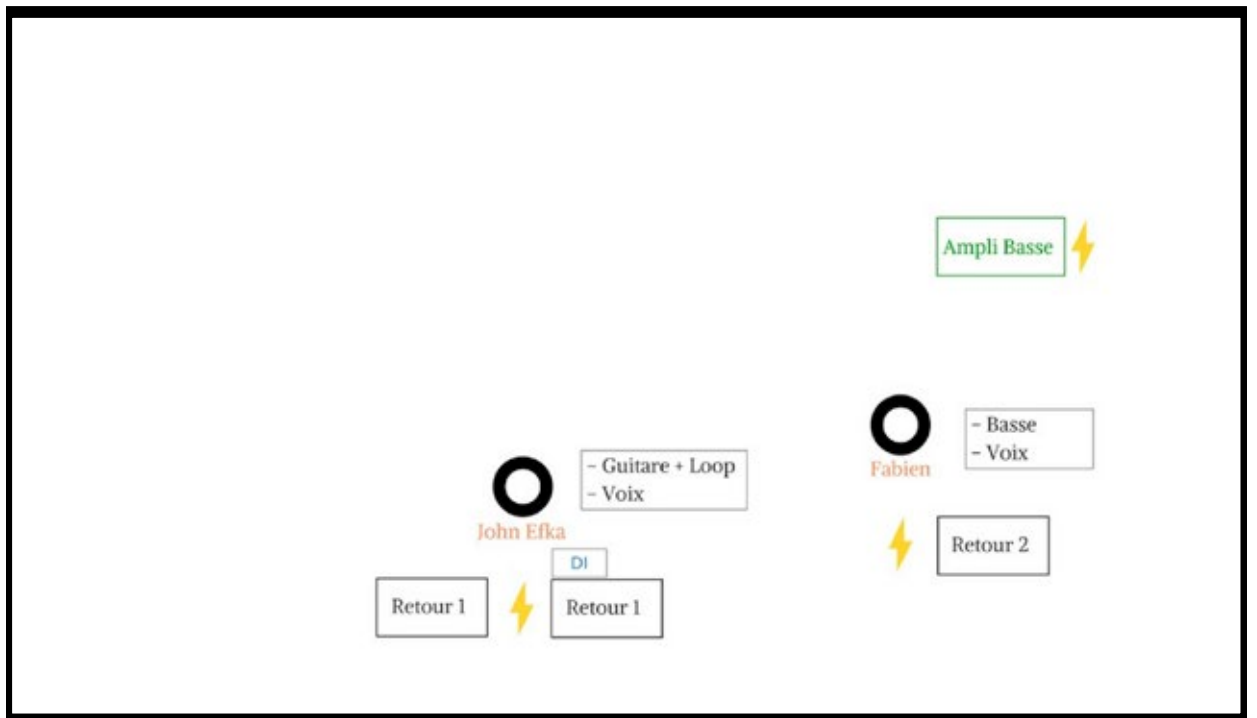 Ampli Basse
– Basse
– Voix
Fabien
– Guitare + Loop
– Voix
John Efka
Retour 2
DI
Retour 1
Retour 1